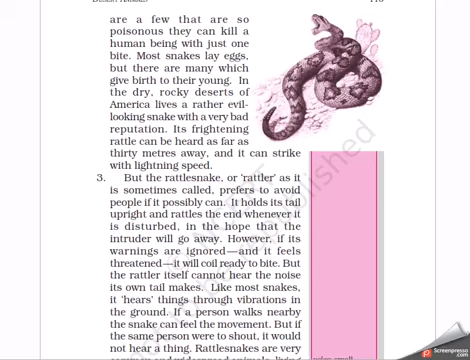 are a few that are so
poisonous they can kill a
human being with just one
bite. Most snakes lay eggs,
but there are many which
give birth to their young. In
the dry, rocky deserts of
America lives a rather evil-
looking snake with a very bad
reputation. Its frightening
rattle can be heard as far as
thirty metres away, and it can strike
with lightning speed.
3. But the rattlesnake, or 'rattler' as it
is sometimes called, prefers to avoid
people if it possibly can. It holds its tail
upright and rattles the end whenever it
is disturbed, in the hope that the
intruder will go away. However, if its
warnings are ignored—and it feels
threatened—it will coil ready to bite. But
the rattler itself cannot hear the noise
its own tail makes. Like most snakes,
it 'hears' things through vibrations in
the ground. If a person walks nearby
the snake can feel the movement. But if
the same person were to shout, it would
not hear a thing. Rattlesnakes are very
Screenpresso